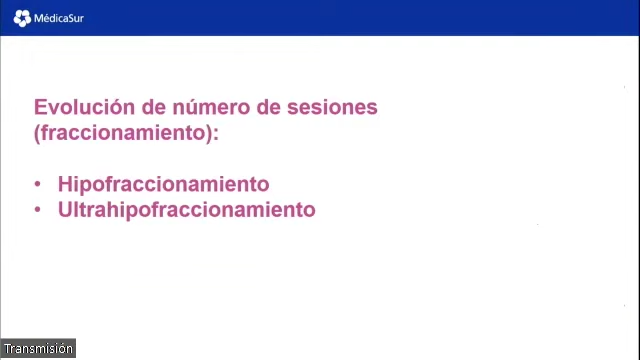 MédicaSur
Evolución de número de sesiones
(fraccionamiento):
• Hipofraccionamiento
• Ultrahipofraccionamiento
Transmisión